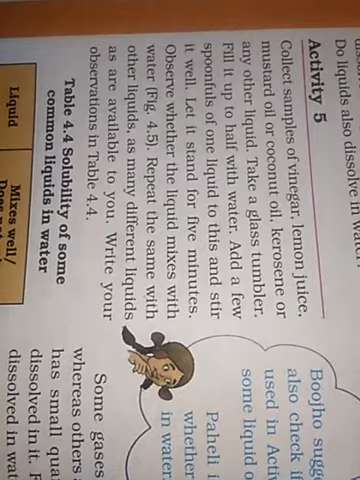 Do liquids also dissolve in water?
Activity 5
Collect samples of vinegar, lemon juice,
mustard oil or coconut oil, kerosene or
any other liquid. Take a glass tumbler.
Fill it up to half with water. Add a few
spoonfuls of one liquid to this and stir
it well. Let it stand for five minutes.
Observe whether the liquid mixes with
water (Fig. 4.5). Repeat the same with
other liquids, as many different liquids
as are available to you. Write your
observations in Table 4.4.
Table 4.4 Solubility of some
common liquids in water
Liquid
Mixes well/
Boojho sugg
also check if
used in Activ
some liquid o
Paheli i
whether
in water
Some gases
whereas others
has small qua
dissolved in it. F
dissolved in wat